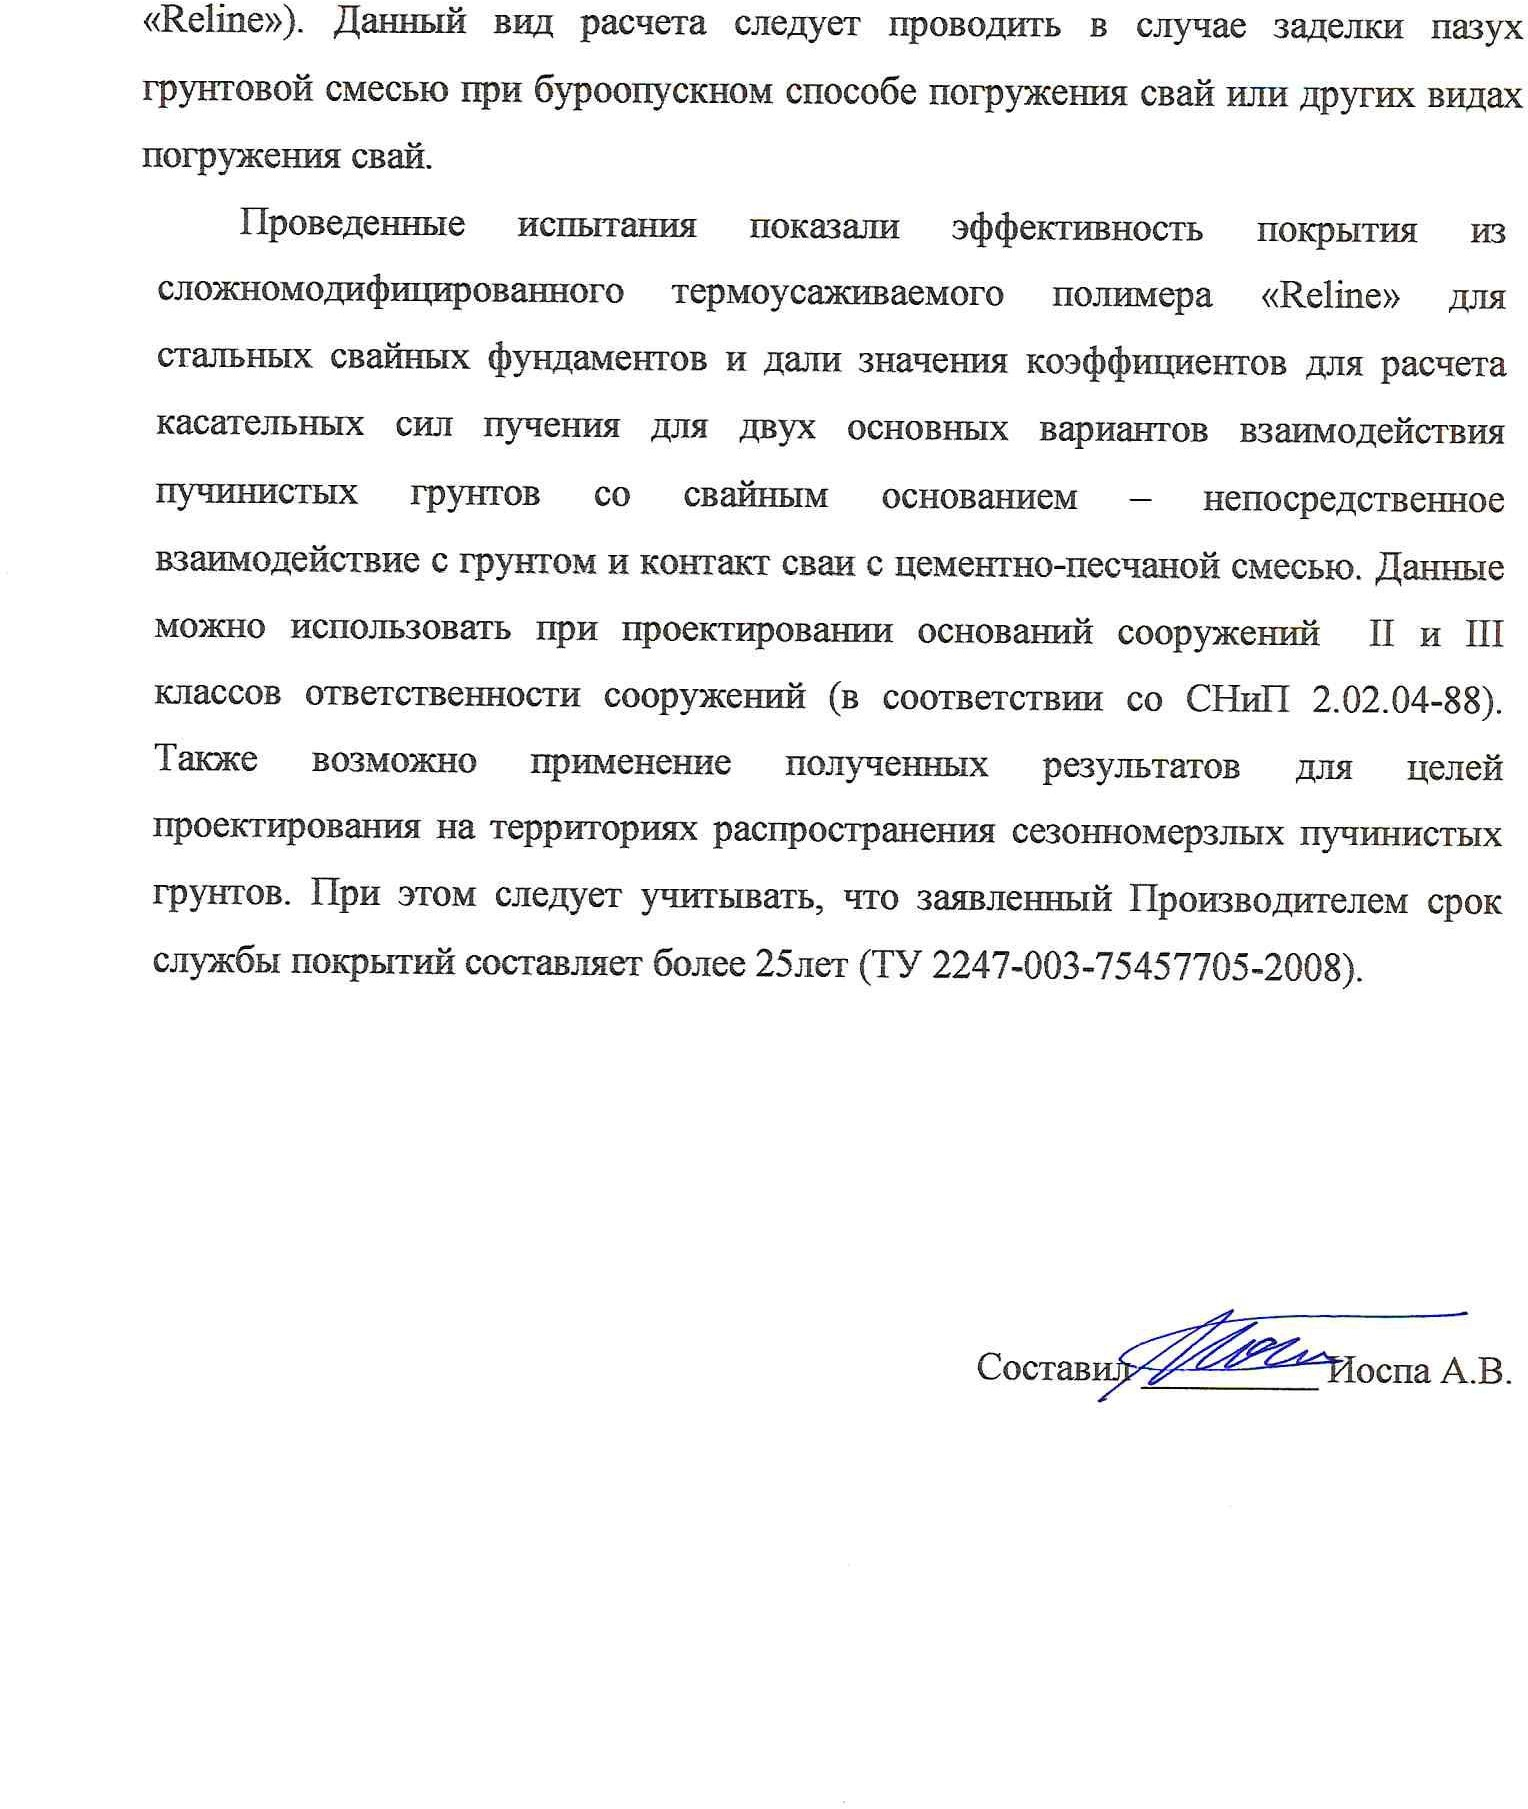 «Reline»). Данный вид расчета следует проводить в случае заделки пазух
грунтовой смесью при буроопускном способе погружения свай или других видах
погружения свай.
Проведенные испытания показали эффективность покрытия из
сложномодифицированного термоусаживаемого полимера «Reline» для
стальных свайных фундаментов и дали значения коэффициентов для расчета
касательных сил пучения для двух основных вариантов взаимодействия
пучинистых грунтов со свайным основанием – непосредственное
взаимодействие с грунтом и контакт сваи с цементно-песчаной смесью. Данные
можно использовать при проектировании оснований сооружений II и III
классов ответственности сооружений (в соответствии со СНиП 2.02.04-88).
Также возможно применение полученных результатов для целей
проектирования на территориях распространения сезонномерзлых пучинистых
грунтов. При этом следует учитывать, что заявленный Производителем срок
службы покрытий составляет более 25лет (ТУ 2247-003-75457705-2008).
Составил Иоспа А.В.